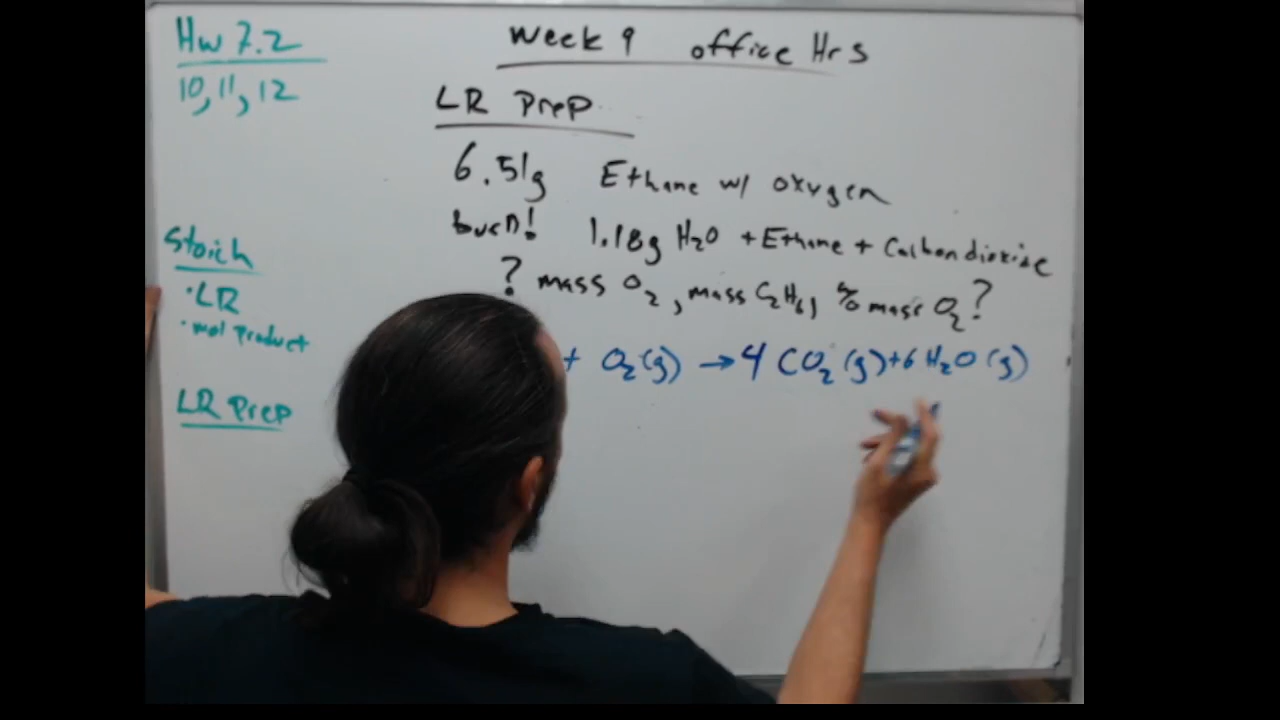 Hw 7.2
10, 11, 12
Week 9 office Hrs
LR Prep
6.51g Ethane w/ oxygen
burn! 1.18g H2O + Ethane + Carbondioxide
? mass O2, mass C2H6, % mass O2?
+ O2(g) → 4 CO2(g)+6 H2O(g)
Stoich
·LR
·mol product
LR Prep